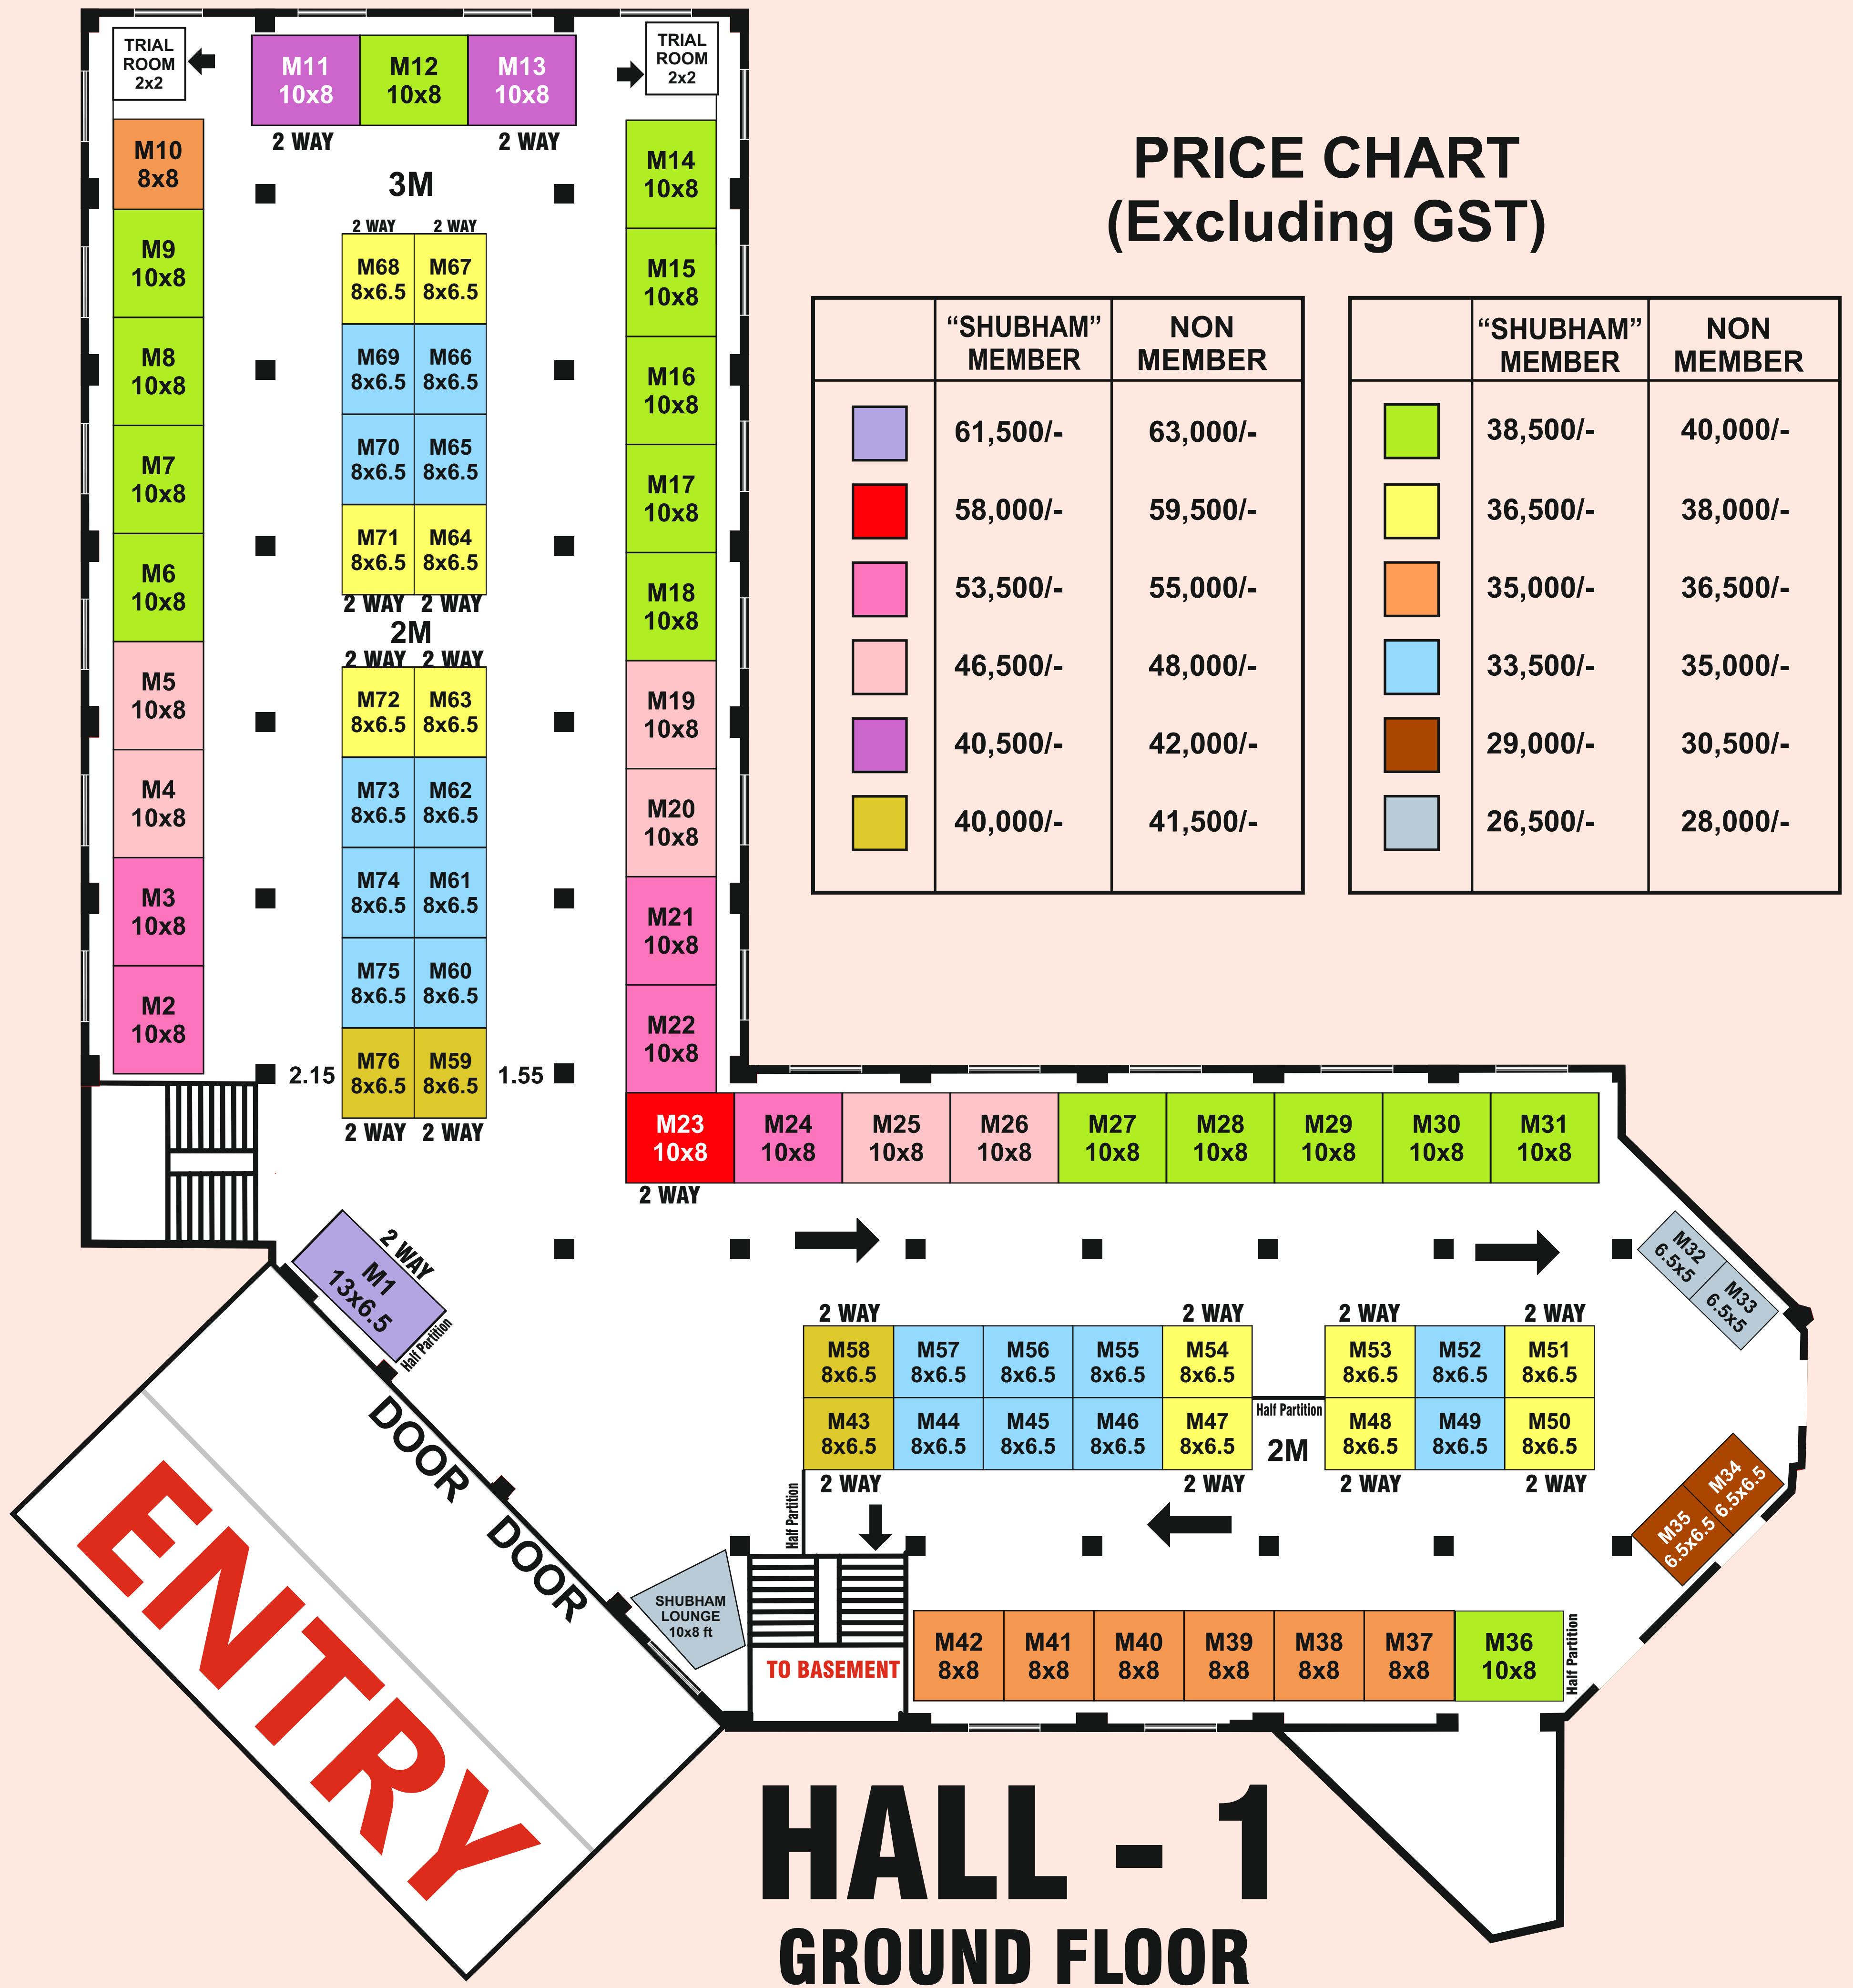 TRIAL
ROOM
2x2
M11
10x8
M12
10x8
M13
10x8
TRIAL
ROOM
2x2
2 WAY
2 WAY
3M
M10
8x8
M9
10x8
M8
10x8
M7
10x8
M6
10x8
M5
10x8
M4
10x8
M3
10x8
M2
10x8
2 WAY
2 WAY
M68
8x6.5
M67
8x6.5
M69
8x6.5
M66
8x6.5
M70
8x6.5
M65
8x6.5
M71
8x6.5
M64
8x6.5
2 WAY
2 WAY
2M
2 WAY
2 WAY
M72
8x6.5
M63
8x6.5
M73
8x6.5
M62
8x6.5
M74
8x6.5
M61
8x6.5
M75
8x6.5
M60
8x6.5
2.15
M76
8x6.5
M59
8x6.5
1.55
2 WAY
2 WAY
M14
10x8
M15
10x8
M16
10x8
M17
10x8
M18
10x8
M19
10x8
M20
10x8
M21
10x8
M22
10x8
PRICE CHART
(Excluding GST)
“SHUBHAM”
MEMBER
NON
MEMBER
61,500/- 63,000/-
58,000/- 59,500/-
53,500/- 55,000/-
46,500/- 48,000/-
40,500/- 42,000/-
40,000/- 41,500/-
“SHUBHAM”
MEMBER
NON
MEMBER
38,500/- 40,000/-
36,500/- 38,000/-
35,000/- 36,500/-
33,500/- 35,000/-
29,000/- 30,500/-
26,500/- 28,000/-
M23
10x8
M24
10x8
M25
10x8
M26
10x8
M27
10x8
M28
10x8
M29
10x8
M30
10x8
M31
10x8
2 WAY
2 WAY
M1
13x6.5
Half Partition
M32
6.5x5
M33
6.5x5
2 WAY
2 WAY
2 WAY
2 WAY
M58
8x6.5
M57
8x6.5
M56
8x6.5
M55
8x6.5
M54
8x6.5
M53
8x6.5
M52
8x6.5
M51
8x6.5
Half Partition
2M
M43
8x6.5
M44
8x6.5
M45
8x6.5
M46
8x6.5
M47
8x6.5
M48
8x6.5
M49
8x6.5
M50
8x6.5
2 WAY
2 WAY
2 WAY
2 WAY
Half Partition
M34
6.5x6.5
M35
6.5x6.5
DOOR
DOOR
ENTRY
SHUBHAM
LOUNGE
10x8 ft
TO BASEMENT
M42
8x8
M41
8x8
M40
8x8
M39
8x8
M38
8x8
M37
8x8
M36
10x8
Half Partition
HALL - 1
GROUND FLOOR